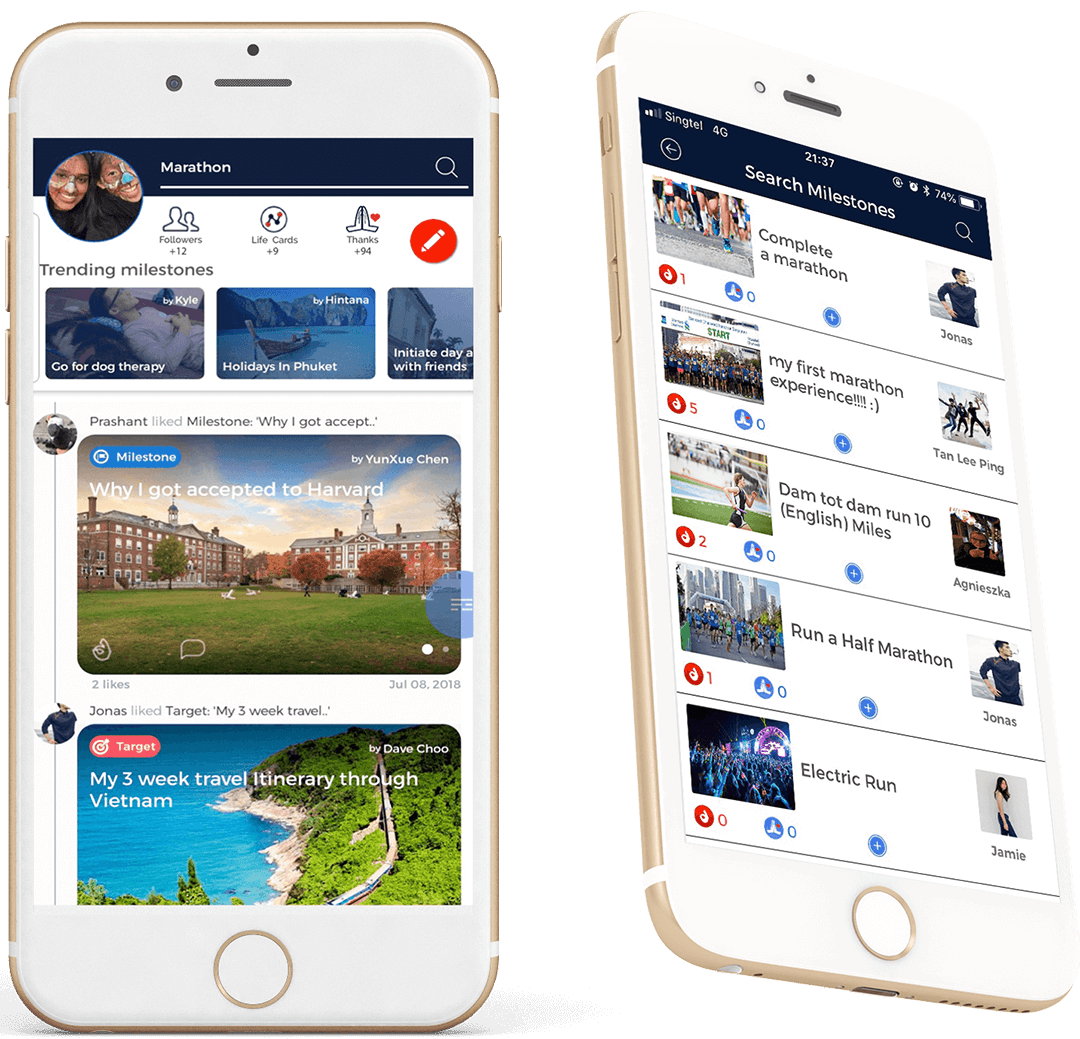 Marathon
Followers
+12
Life Cards
+9
Thanks
+94
Trending milestones
by Kyle
Go for dog therapy
by Hintana
Holidays In Phuket
Initiate day a
with friends
Prashant liked Milestone: 'Why I got accept..'
Milestone
by YunXue Chen
Why I got accepted to Harvard
2 likes
Jul 08, 2018
Jonas liked Target: 'My 3 week travel..'
Target
by Dave Choo
My 3 week travel Itinerary through
Vietnam
Singtel 4G
21:37
74%
Search Milestones
Complete
a marathon
1
0
Jonas
START
my first marathon
experience!!!! :)
5
0
Tan Lee Ping
Dam tot dam run 10
(English) Miles
2
0
Agnieszka
Run a Half Marathon
1
0
Jonas
Electric Run
0
0
Jamie